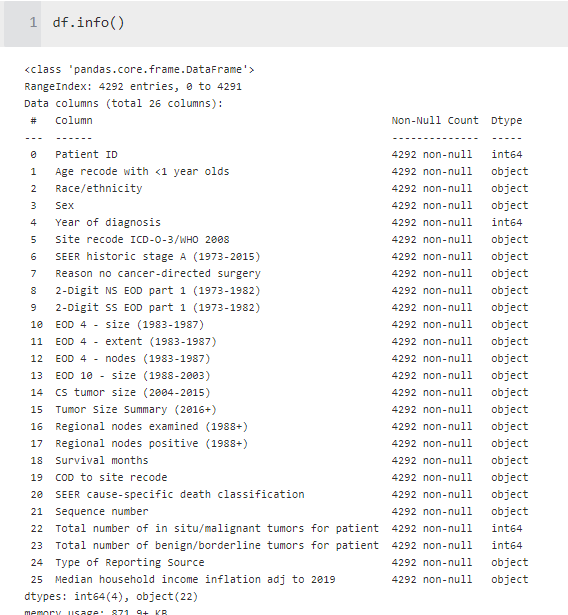 1 df.info()
<class 'pandas.core.frame.DataFrame'>
RangeIndex: 4292 entries, 0 to 4291
Data columns (total 26 columns):
# Column Non-Null Count Dtype
--- ------ -------------- -----
0 Patient ID 4292 non-null int64
1 Age recode with <1 year olds 4292 non-null object
2 Race/ethnicity 4292 non-null object
3 Sex 4292 non-null object
4 Year of diagnosis 4292 non-null int64
5 Site recode ICD-O-3/WHO 2008 4292 non-null object
6 SEER historic stage A (1973-2015) 4292 non-null object
7 Reason no cancer-directed surgery 4292 non-null object
8 2-Digit NS EOD part 1 (1973-1982) 4292 non-null object
9 2-Digit SS EOD part 1 (1973-1982) 4292 non-null object
10 EOD 4 - size (1983-1987) 4292 non-null object
11 EOD 4 - extent (1983-1987) 4292 non-null object
12 EOD 4 - nodes (1983-1987) 4292 non-null object
13 EOD 10 - size (1988-2003) 4292 non-null object
14 CS tumor size (2004-2015) 4292 non-null object
15 Tumor Size Summary (2016+) 4292 non-null object
16 Regional nodes examined (1988+) 4292 non-null object
17 Regional nodes positive (1988+) 4292 non-null object
18 Survival months 4292 non-null object
19 COD to site recode 4292 non-null object
20 SEER cause-specific death classification 4292 non-null object
21 Sequence number 4292 non-null object
22 Total number of in situ/malignant tumors for patient 4292 non-null int64
23 Total number of benign/borderline tumors for patient 4292 non-null int64
24 Type of Reporting Source 4292 non-null object
25 Median household income inflation adj to 2019 4292 non-null object
dtypes: int64(4), object(22)
memory usage: 871.9+ KB